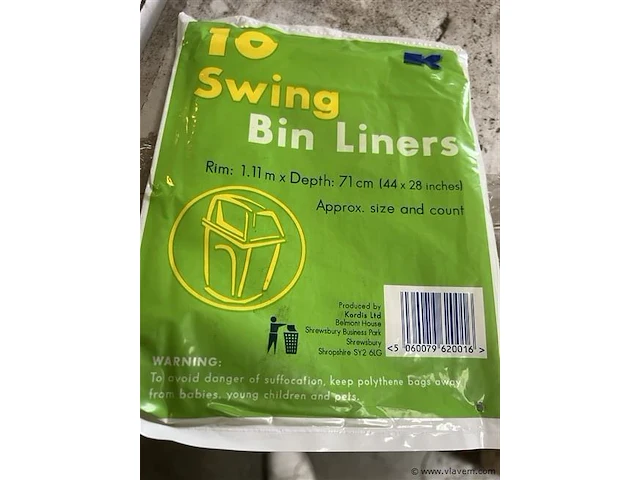 10
Swing
Bin Liners
Rim: 1.11 m x Depth: 71 cm (44 x 28 inches)
Approx. size and count
Produced by
Kordis Ltd
Belmont House
Shrewsbury Business Park
Shrewsbury
Shropshire SY2 6LG
<5 060079 620016>
WARNING:
To avoid danger of suffocation, keep polythene bags away
from babies, young children and pets.
© www.vlavem.com